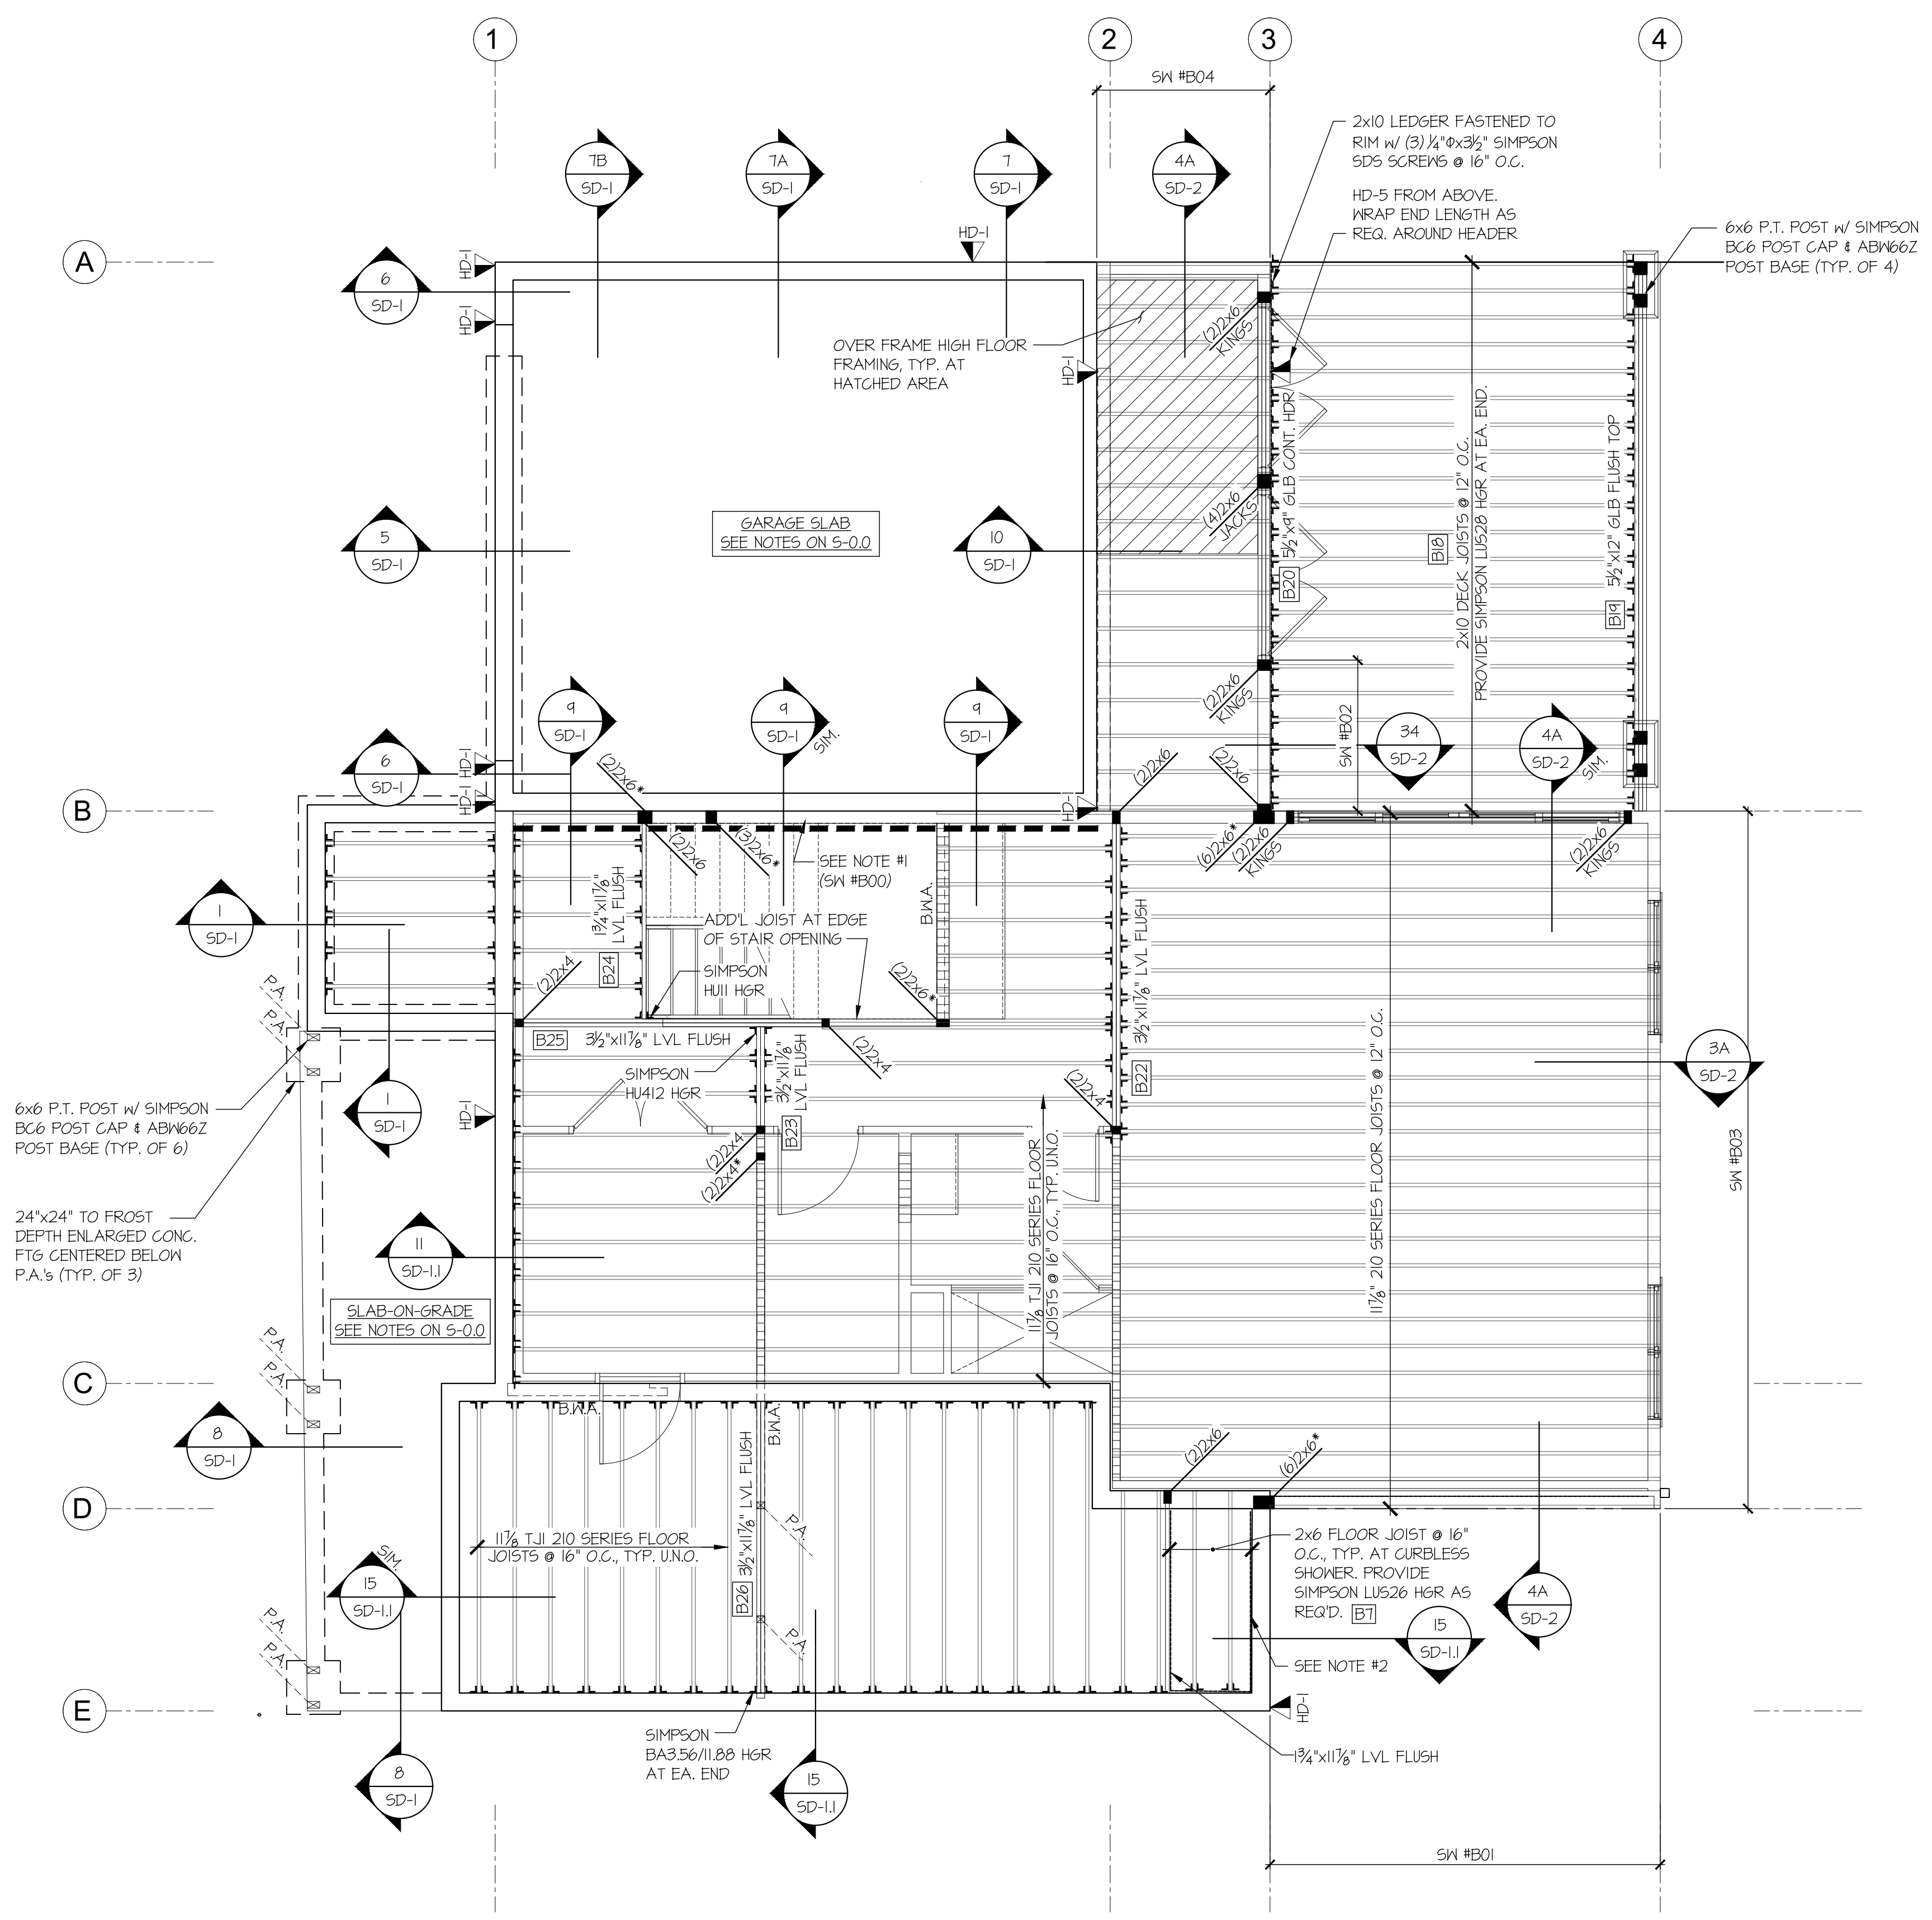 1
2
3
4
SW #B04
2x10 LEDGER FASTENED TO
RIM w/ (3) 1/4"Φx3 1/2" SIMPSON
SDS SCREWS @ 16" O.C.
HD-5 FROM ABOVE.
WRAP END LENGTH AS
REQ. AROUND HEADER
7B
SD-1
7A
SD-1
7
SD-1
4A
SD-2
6x6 P.T. POST w/ SIMPSON
BC6 POST CAP & ABW66Z
POST BASE (TYP. OF 4)
A
HD-1
HD-1
HD-1
6
SD-1
OVER FRAME HIGH FLOOR
FRAMING, TYP. AT
HATCHED AREA
HD-1
(2)2x6
KINGS
5 1/2"x9" GLB CONT. HDR
B20
2x10 DECK JOISTS @ 12" O.C.
PROVIDE SIMPSON LUS28 HGR AT EA. END.
B18
5 1/2"x12" GLB FLUSH TOP
B19
(4)2x6
JACKS
GARAGE SLAB
SEE NOTES ON S-0.0
5
SD-1
10
SD-1
(2)2x6
KINGS
SW #B02
9
SD-1
9
SD-1
SIM.
9
SD-1
34
SD-2
4A
SD-2
SIM.
6
SD-1
HD-1
HD-1
HD-1
(2)2x6*
(2)2x6
(2)2x6
B
(2)2x6
(3)2x6*
SEE NOTE #1
(SW #B00)
(6)2x6*
(2)2x6
KINGS
(2)2x6
KINGS
1 3/4"x11 7/8"
LVL FLUSH
B24
B.W.A.
ADD'L JOIST AT EDGE
OF STAIR OPENING
SIMPSON
HU11 HGR
(2)2x4
(2)2x6*
3 1/2"x11 7/8" LVL FLUSH
B22
1
SD-1
P.A.
P.A.
B25
3 1/2"x11 7/8" LVL FLUSH
3 1/2"x11 7/8"
LVL FLUSH
B23
(2)2x4
SIMPSON
HU412 HGR
(2)2x4
11 7/8" 210 SERIES FLOOR JOISTS @ 12" O.C.
3A
SD-2
SW #B03
6x6 P.T. POST w/ SIMPSON
BC6 POST CAP & ABW66Z
POST BASE (TYP. OF 6)
1
SD-1
HD-1
(2)2x4
(2)2x4*
11 7/8 TJI 210 SERIES FLOOR
JOISTS @ 16" O.C., TYP. U.N.O.
24"x24" TO FROST
DEPTH ENLARGED CONC.
FTG CENTERED BELOW
P.A.'s (TYP. OF 3)
11
SD-1.1
SLAB-ON-GRADE
SEE NOTES ON S-0.0
P.A.
P.A.
C
B.W.A.
B.W.A.
8
SD-1
3 1/2"x11 7/8" LVL FLUSH
B26
(2)2x6
(6)2x6*
D
P.A.
11 7/8 TJI 210 SERIES FLOOR
JOISTS @ 16" O.C., TYP. U.N.O.
2x6 FLOOR JOIST @ 16"
O.C., TYP. AT CURBLESS
SHOWER. PROVIDE
SIMPSON LUS26 HGR AS
REQ'D. B7
SIM.
15
SD-1.1
4A
SD-2
P.A.
P.A.
P.A.
15
SD-1.1
SEE NOTE #2
E
HD-1
SIMPSON
BA3.56/11.88 HGR
AT EA. END
1 3/4"x11 7/8" LVL FLUSH
8
SD-1
15
SD-1.1
SW #B01